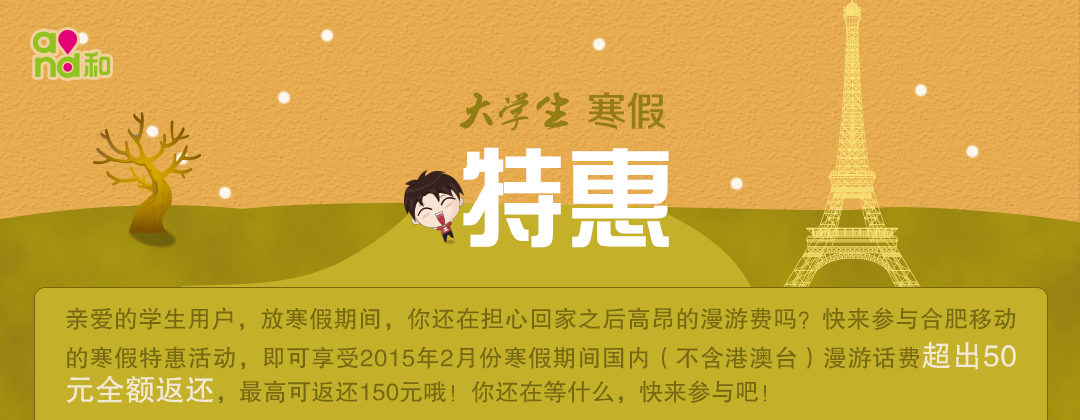 and和
大学生 寒假
特惠
亲爱的学生用户，放寒假期间，你还在担心回家之后高昂的漫游费吗？快来参与合肥移动
的寒假特惠活动，即可享受2015年2月份寒假期间国内（不含港澳台）漫游话费超出50
元全额返还，最高可返还150元哦！你还在等什么，快来参与吧！